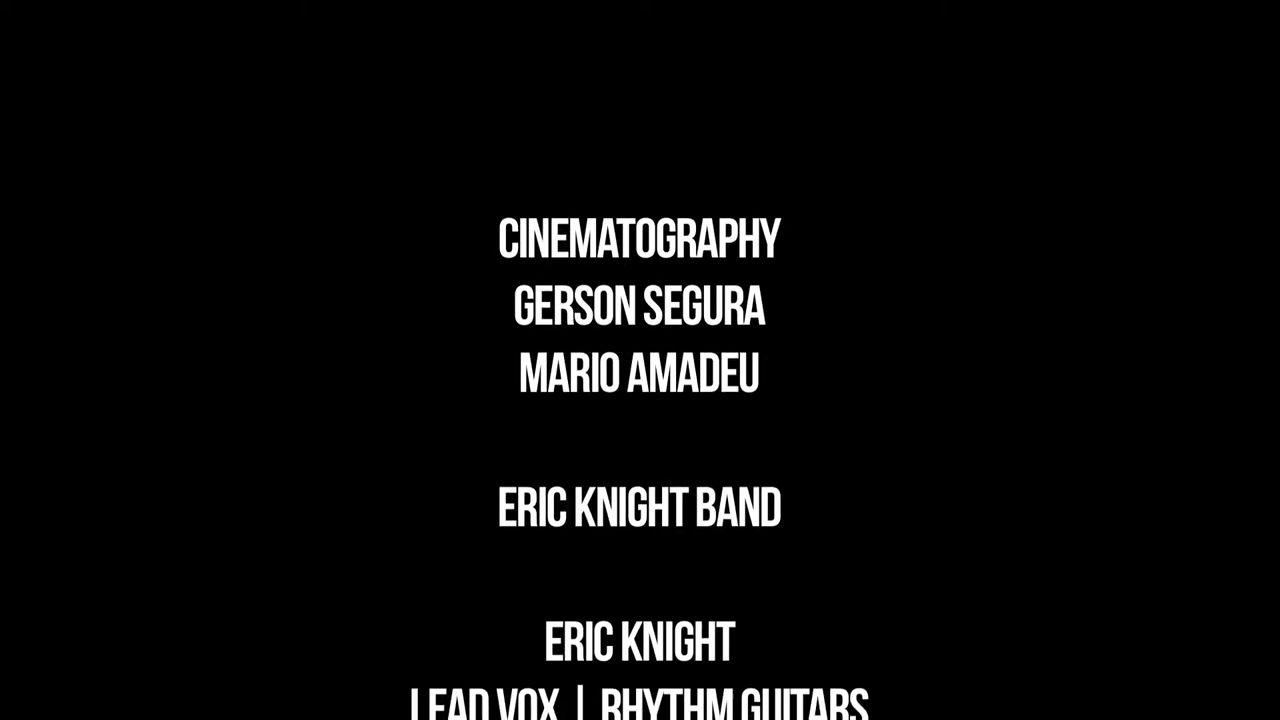 CINEMATOGRAPHY
GERSON SEGURA
MARIO AMADEU
ERIC KNIGHT BAND
ERIC KNIGHT
LEAD VOX | RHYTHM GUITARS